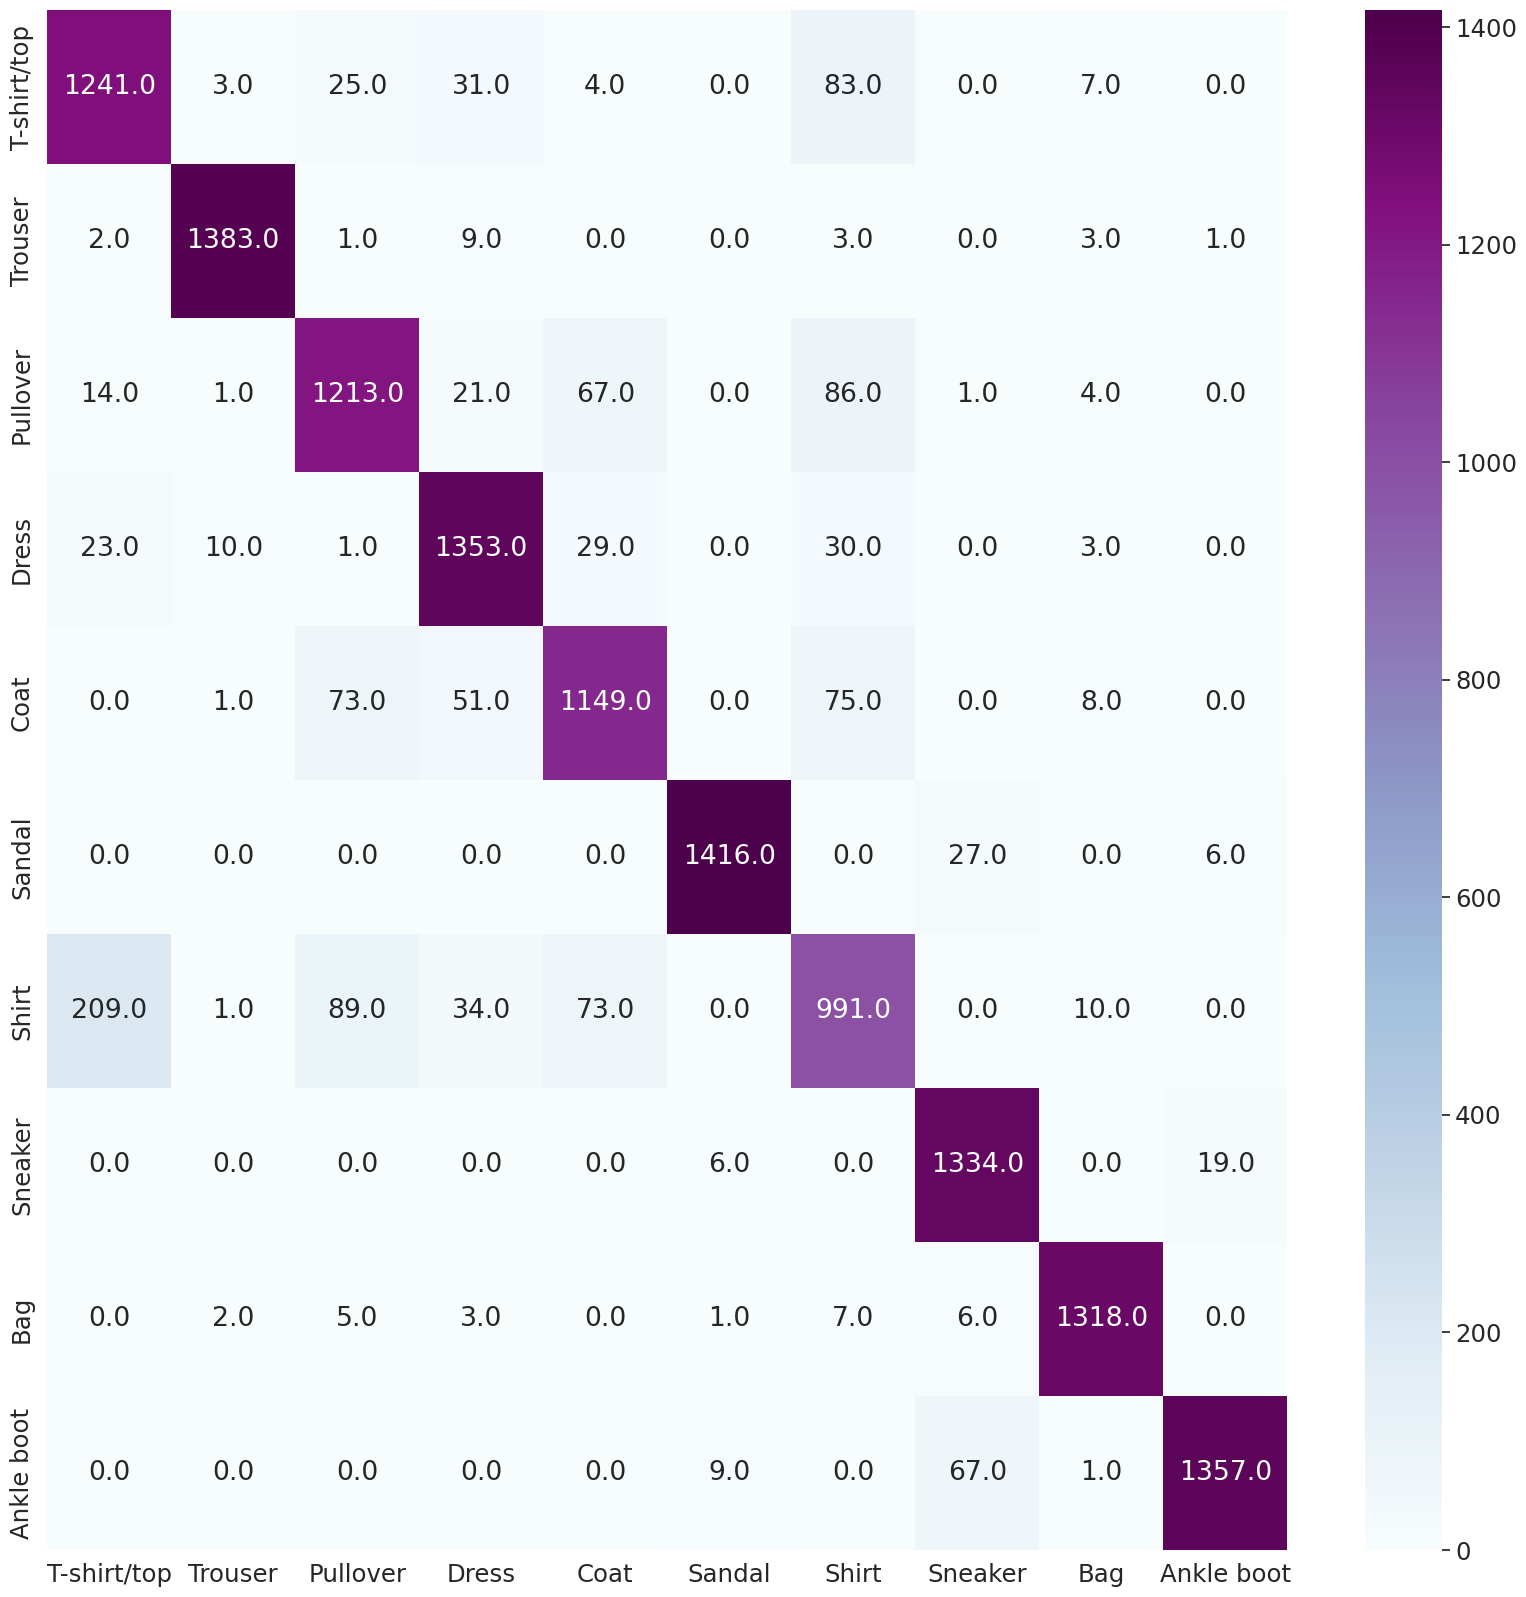 T-shirt/top 1241.0 3.0 25.0 31.0 4.0 0.0 83.0 0.0 7.0 0.0
Trouser 2.0 1383.0 1.0 9.0 0.0 0.0 3.0 0.0 3.0 1.0
Pullover 14.0 1.0 1213.0 21.0 67.0 0.0 86.0 1.0 4.0 0.0
Dress 23.0 10.0 1.0 1353.0 29.0 0.0 30.0 0.0 3.0 0.0
Coat 0.0 1.0 73.0 51.0 1149.0 0.0 75.0 0.0 8.0 0.0
Sandal 0.0 0.0 0.0 0.0 0.0 1416.0 0.0 27.0 0.0 6.0
Shirt 209.0 1.0 89.0 34.0 73.0 0.0 991.0 0.0 10.0 0.0
Sneaker 0.0 0.0 0.0 0.0 0.0 6.0 0.0 1334.0 0.0 19.0
Bag 0.0 2.0 5.0 3.0 0.0 1.0 7.0 6.0 1318.0 0.0
Ankle boot 0.0 0.0 0.0 0.0 0.0 9.0 0.0 67.0 1.0 1357.0
T-shirt/top Trouser Pullover Dress Coat Sandal Shirt Sneaker Bag Ankle boot
1400
1200
1000
800
600
400
200
0